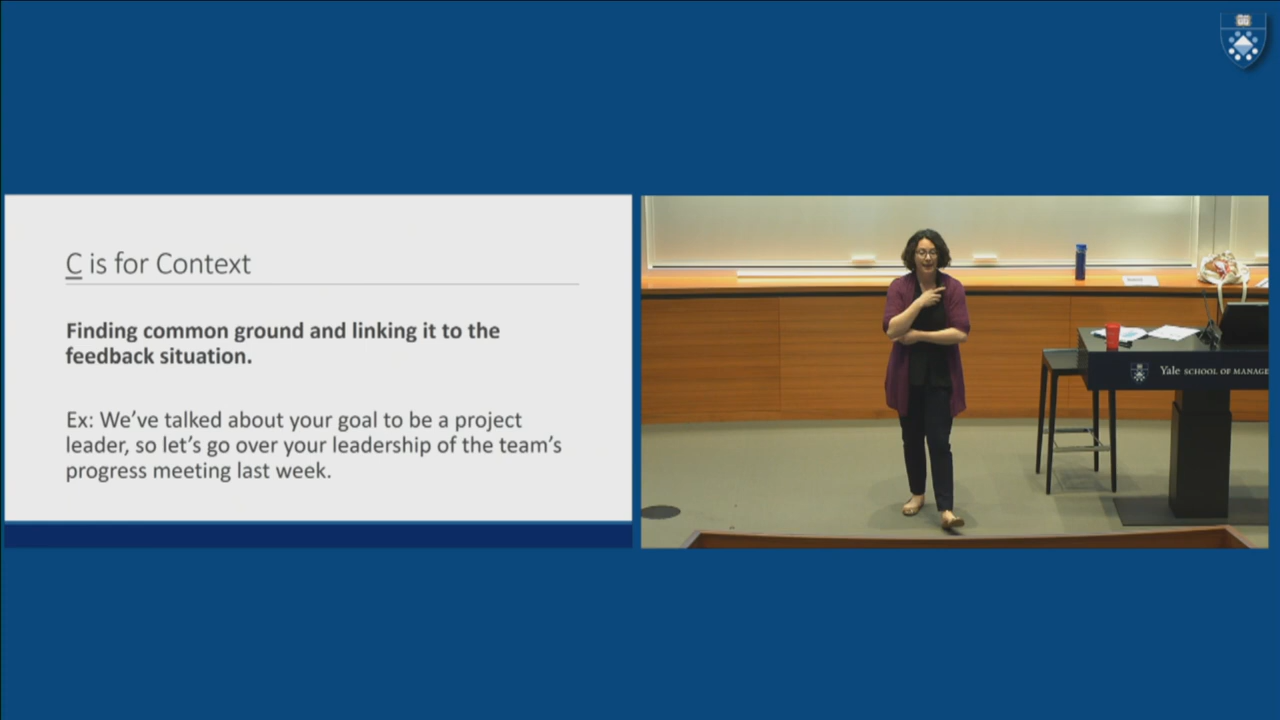 C is for Context
Finding common ground and linking it to the
feedback situation.
Ex: We’ve talked about your goal to be a project
leader, so let’s go over your leadership of the team’s
progress meeting last week.
Yale SCHOOL OF MANAGE